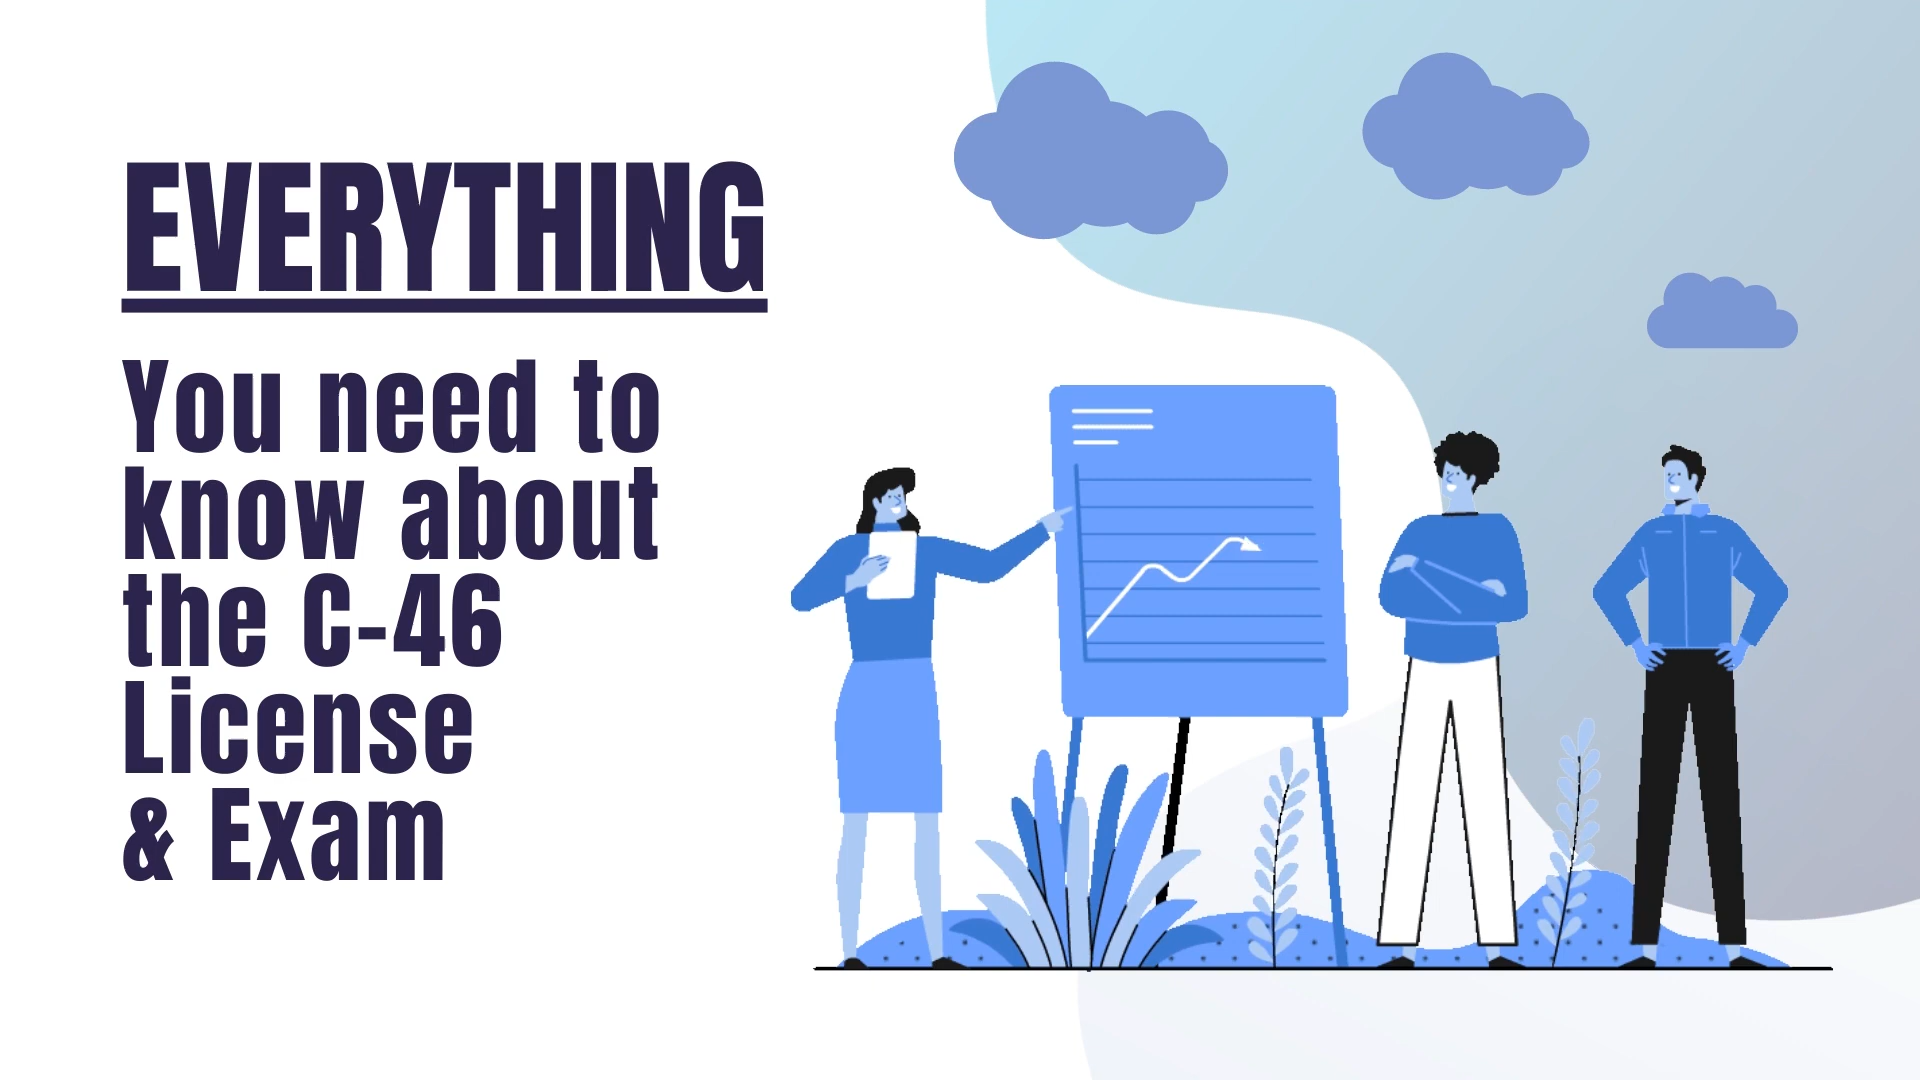 EVERYTHING
You need to
know about
the C-46
License
& Exam